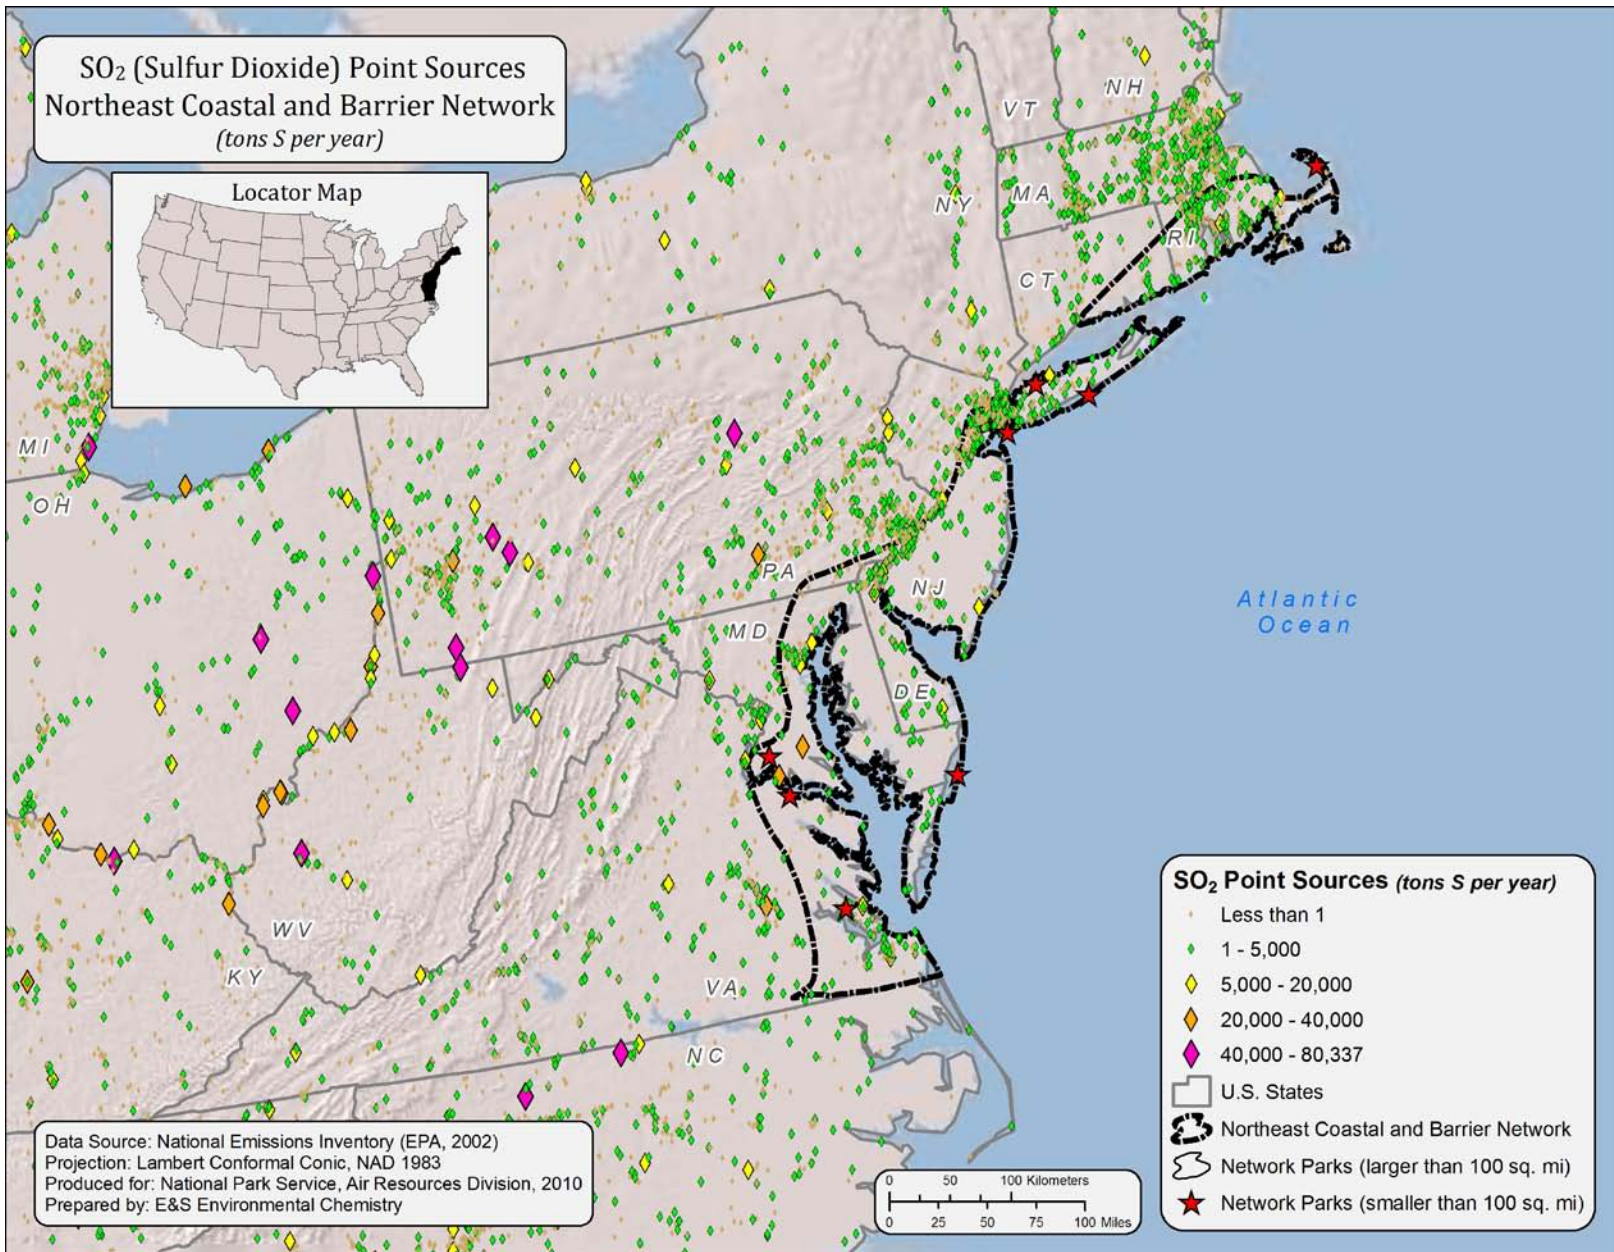 SO₂ (Sulfur Dioxide) Point Sources
Northeast Coastal and Barrier Network
(tons S per year)
Locator Map
NH
VT
MA
NY
RI
CT
MI
OH
PA
NJ
MD
DE
Atlantic
Ocean
WV
KY
VA
NC
SO₂ Point Sources (tons S per year)
Less than 1
1 - 5,000
5,000 - 20,000
20,000 - 40,000
40,000 - 80,337
U.S. States
Northeast Coastal and Barrier Network
Network Parks (larger than 100 sq. mi)
Network Parks (smaller than 100 sq. mi)
Data Source: National Emissions Inventory (EPA, 2002)
Projection: Lambert Conformal Conic, NAD 1983
Produced for: National Park Service, Air Resources Division, 2010
Prepared by: E&S Environmental Chemistry
0 50 100 Kilometers
0 25 50 75 100 Miles